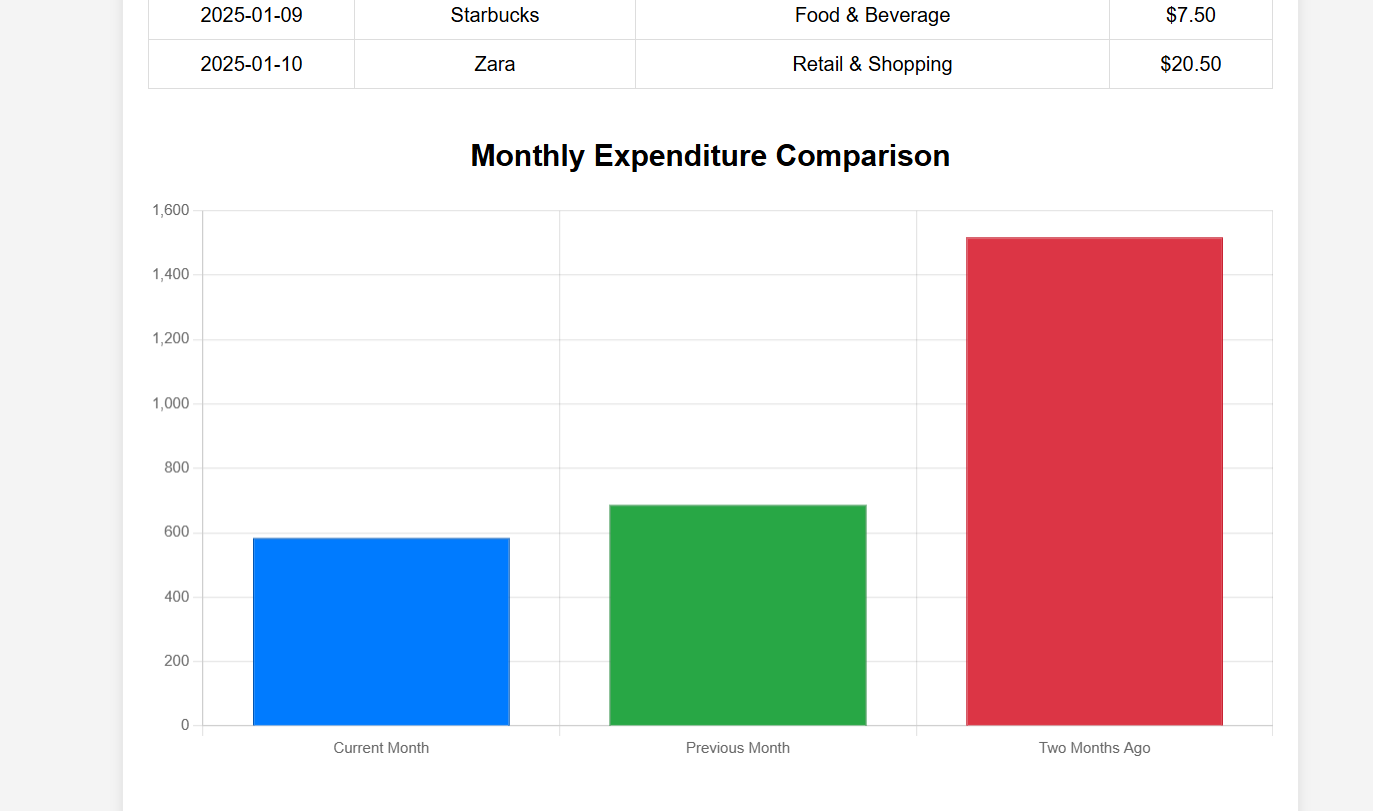 2025-01-09 Starbucks Food & Beverage $7.50
2025-01-10 Zara Retail & Shopping $20.50
Monthly Expenditure Comparison
1,600
1,400
1,200
1,000
800
600
400
200
0
Current Month Previous Month Two Months Ago